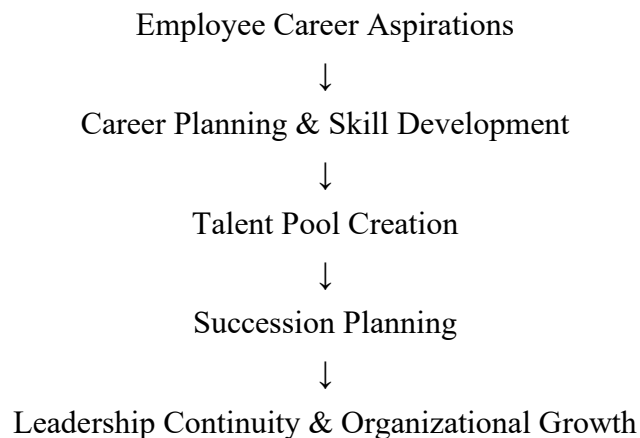 Employee Career Aspirations
↓
Career Planning & Skill Development
↓
Talent Pool Creation
↓
Succession Planning
↓
Leadership Continuity & Organizational Growth